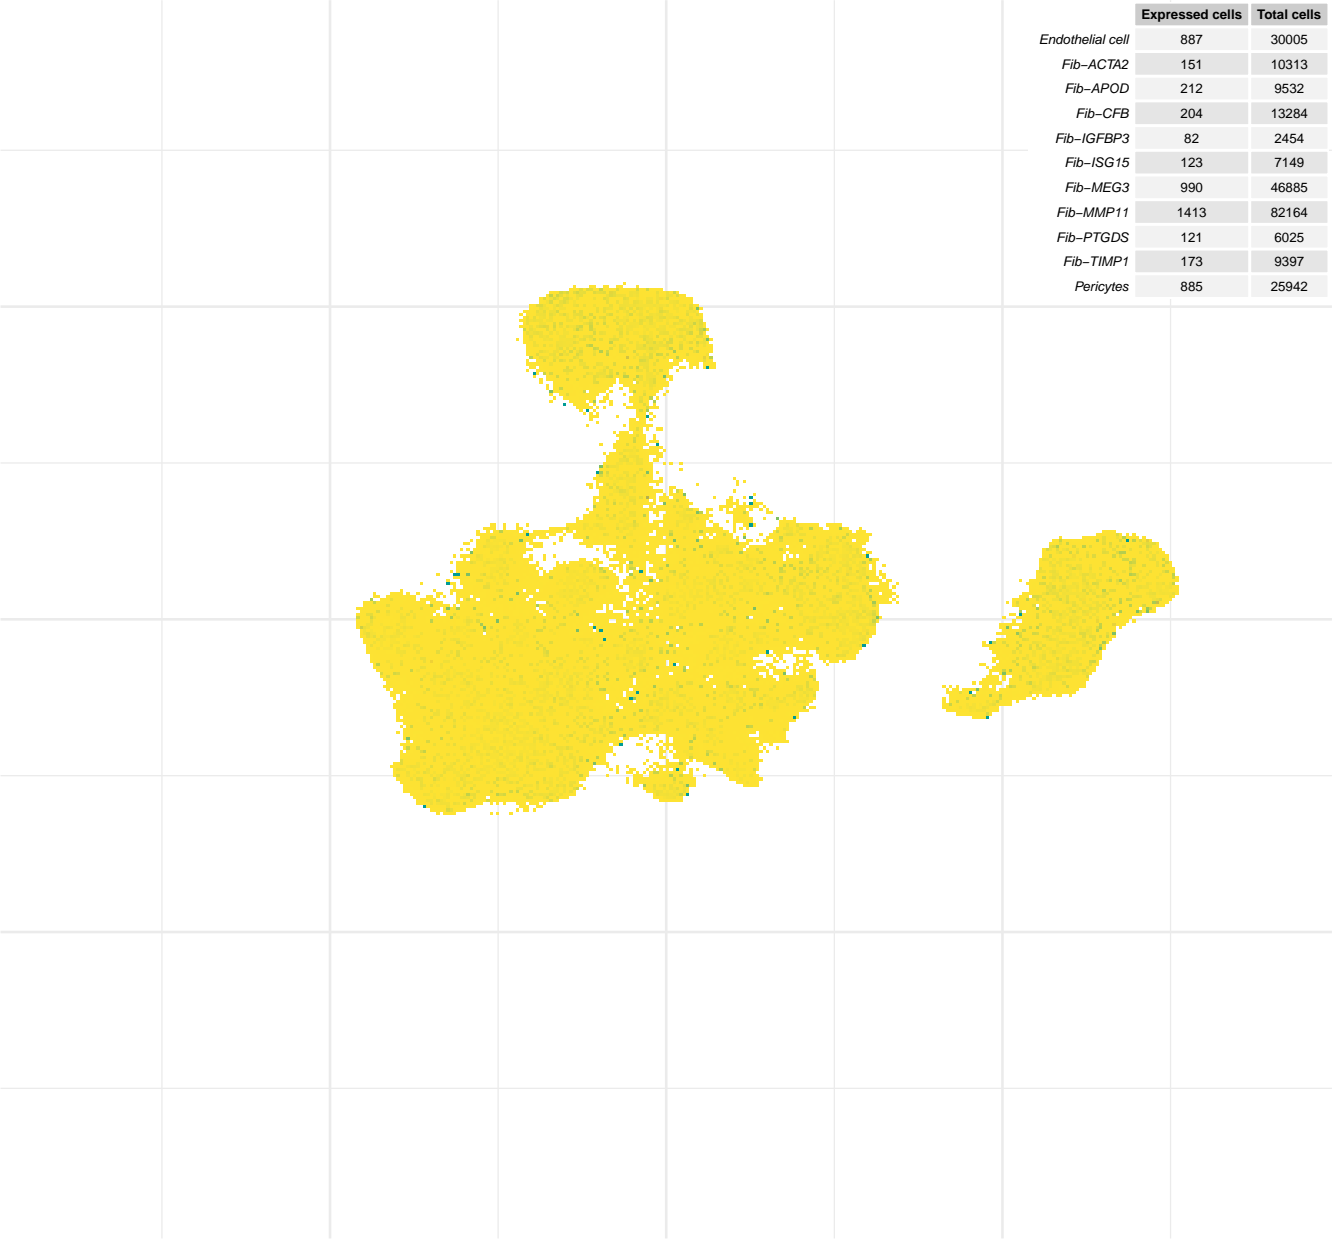 Expressed cells Total cells
Endothelial cell 887 30005
Fib−ACTA2 151 10313
Fib−APOD 212 9532
Fib−CFB 204 13284
Fib−IGFBP3 82 2454
Fib−ISG15 123 7149
Fib−MEG3 990 46885
Fib−MMP11 1413 82164
Fib−PTGDS 121 6025
Fib−TIMP1 173 9397
Pericytes 885 25942